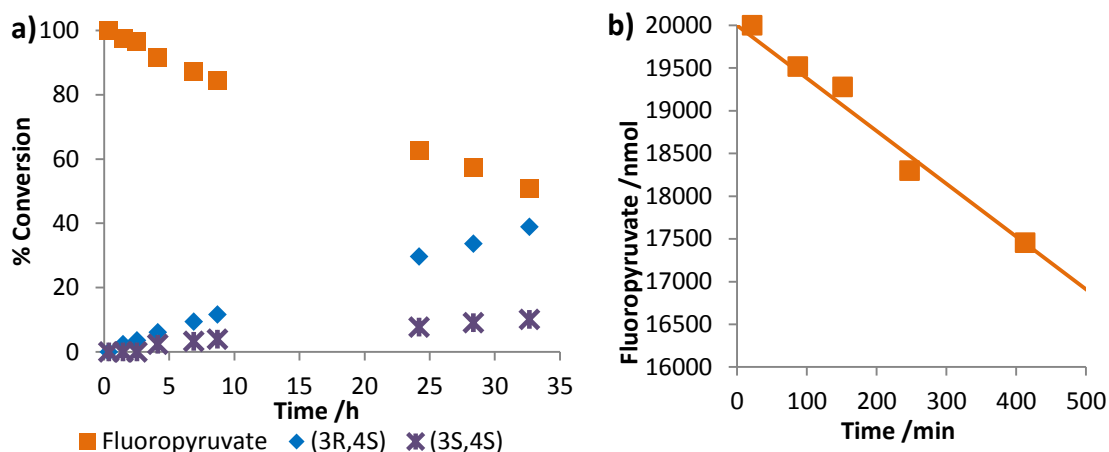 a)
100
80
60
40
20
0
% Conversion
0 5 10 15 20 25 30 35
Time /h
Fluoropyruvate (3R,4S) (3S,4S)
b)
20000
19500
19000
18500
18000
17500
17000
16500
16000
Fluoropyruvate /nmol
0 100 200 300 400 500
Time /min